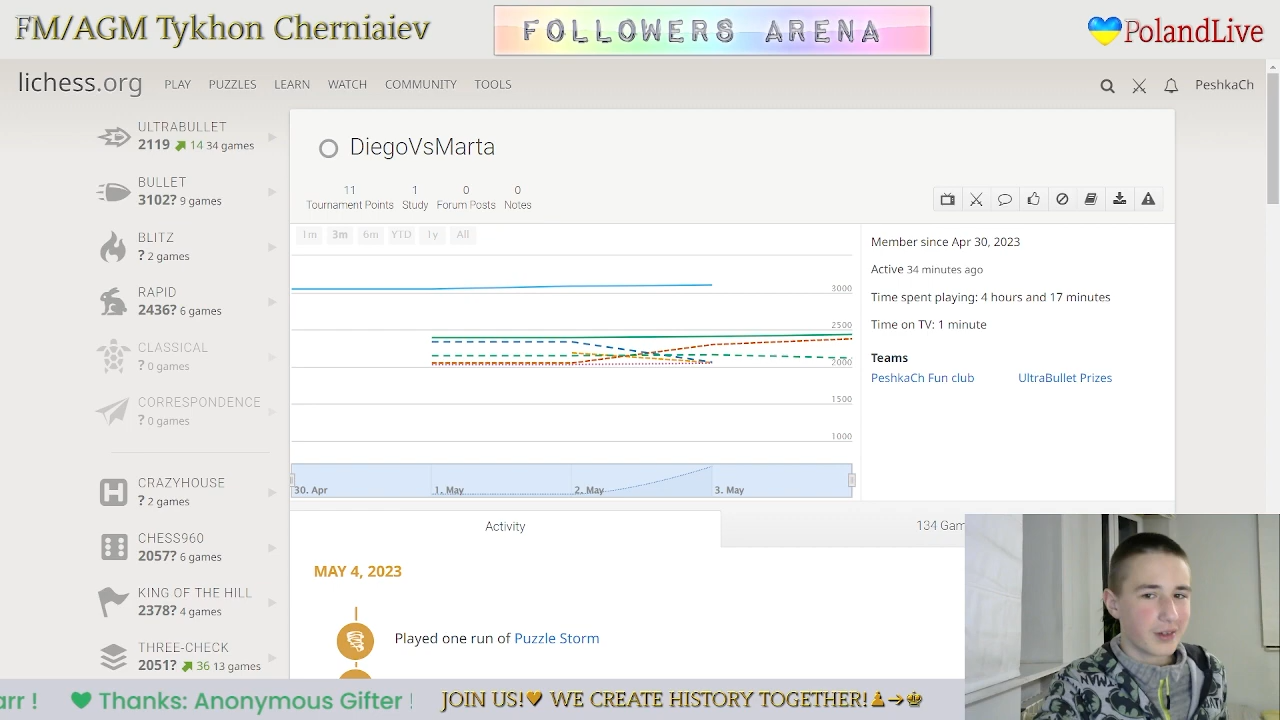 FM/AGM Tykhon Cherniaiev
FOLLOWERS ARENA
PolandLive
lichess.org
PLAY PUZZLES LEARN WATCH COMMUNITY TOOLS
PeshkaCh
ULTRABULLET
2119 14 34 games
BULLET
3102? 9 games
BLITZ
? 2 games
RAPID
2436? 6 games
CLASSICAL
? 0 games
CORRESPONDENCE
? 0 games
CRAZYHOUSE
? 2 games
CHESS960
2057? 6 games
KING OF THE HILL
2378? 4 games
THREE-CHECK
2051? 36 13 games
DiegoVsMarta
11 1 0 0
Tournament Points Study Forum Posts Notes
1m 3m 6m YTD 1y All
3000
2500
2000
1500
1000
30. Apr 1. May 2. May 3. May
Member since Apr 30, 2023
Active 34 minutes ago
Time spent playing: 4 hours and 17 minutes
Time on TV: 1 minute
Teams
PeshkaCh Fun club UltraBullet Prizes
Activity 134 Gam
MAY 4, 2023
Played one run of Puzzle Storm
arr ! Thanks: Anonymous Gifter ! JOIN US! WE CREATE HISTORY TOGETHER!